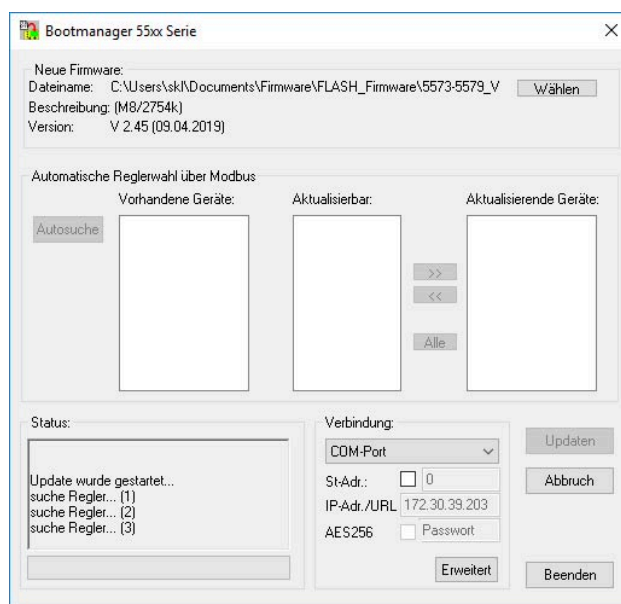 Bootmanager 55xx Serie
Neue Firmware:
Dateiname: C:\Users\skl\Documents\Firmware\FLASH_Firmware\5573-5579_V
Wählen
Beschreibung: (M8/2754k)
Version: V 2.45 (09.04.2019)
Automatische Reglerwahl über Modbus
Vorhandene Geräte: Aktualisierbar: Aktualisierende Geräte:
Autosuche
>>
<<
Alle
Status:
Update wurde gestartet...
suche Regler... (1)
suche Regler... (2)
suche Regler... (3)
Verbindung:
COM-Port
St-Adr.: 0
IP-Adr./URL 172.30.39.203
AES256 Passwort
Erweitert
Updaten
Abbruch
Beenden